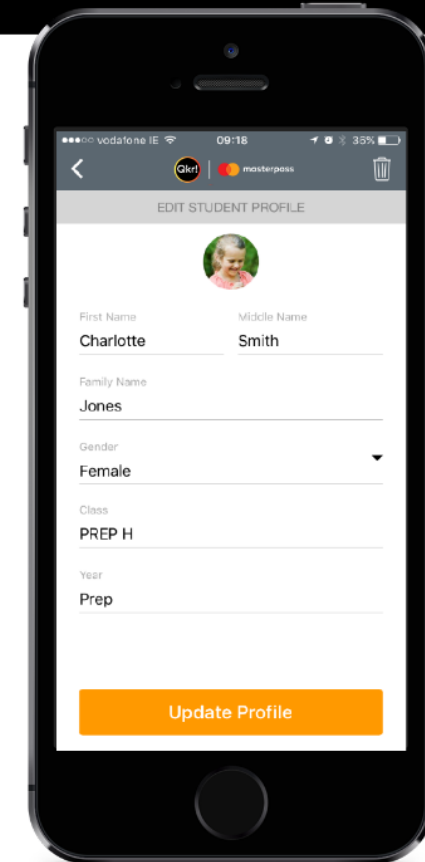 vodafone IE 09:18 36%
Qkr! masterpass
EDIT STUDENT PROFILE
First Name Middle Name
Charlotte Smith
Family Name
Jones
Gender
Female
Class
PREP H
Year
Prep
Update Profile